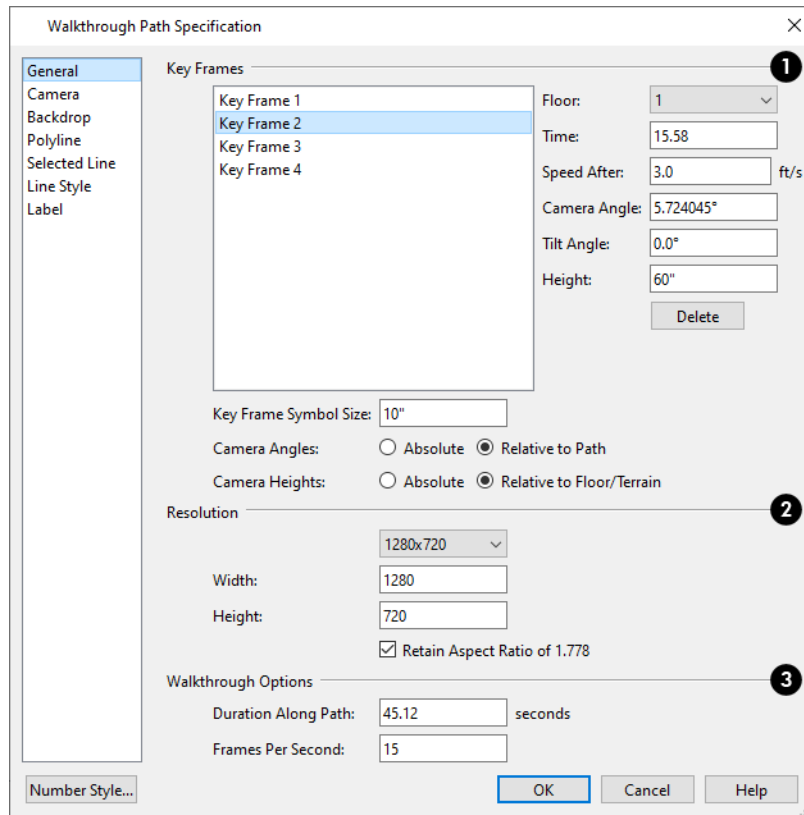 Walkthrough Path Specification
General
Camera
Backdrop
Polyline
Selected Line
Line Style
Label
Key Frames
1
Key Frame 1
Key Frame 2
Key Frame 3
Key Frame 4
Floor: 1
Time: 15.58
Speed After: 3.0 ft/s
Camera Angle: 5.724045°
Tilt Angle: 0.0°
Height: 60"
Delete
Key Frame Symbol Size: 10"
Camera Angles: Absolute Relative to Path
Camera Heights: Absolute Relative to Floor/Terrain
Resolution
2
1280x720
Width: 1280
Height: 720
Retain Aspect Ratio of 1.778
Walkthrough Options
3
Duration Along Path: 45.12 seconds
Frames Per Second: 15
Number Style... OK Cancel Help